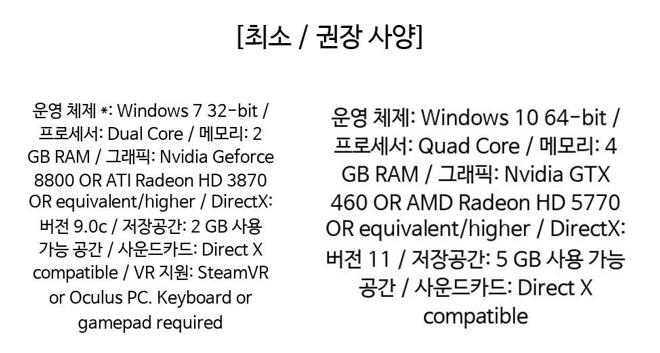 [최소 / 권장 사양]
운영 체제 *: Windows 7 32-bit /
프로세서: Dual Core / 메모리: 2
GB RAM / 그래픽: Nvidia Geforce
8800 OR ATI Radeon HD 3870
OR equivalent/higher / DirectX:
버전 9.0c / 저장공간: 2 GB 사용
가능 공간 / 사운드카드: Direct X
compatible / VR 지원: SteamVR
or Oculus PC. Keyboard or
gamepad required
운영 체제: Windows 10 64-bit /
프로세서: Quad Core / 메모리: 4
GB RAM / 그래픽: Nvidia GTX
460 OR AMD Radeon HD 5770
OR equivalent/higher / DirectX:
버전 11 / 저장공간: 5 GB 사용 가능
공간 / 사운드카드: Direct X
compatible